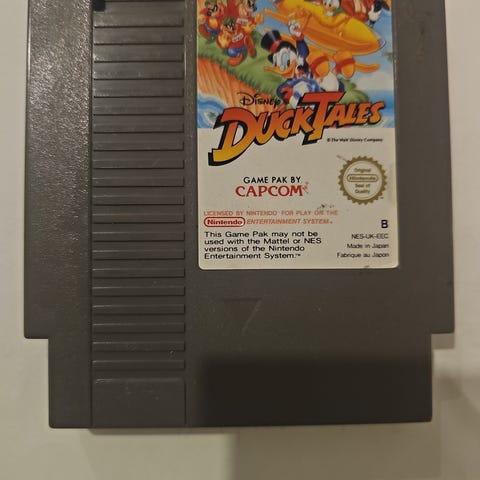 Disney
DUCKTALES
© The Walt Disney Company
GAME PAK BY
CAPCOM
Original
Nintendo
Seal of
Quality
LICENSED BY NINTENDO FOR PLAY ON THE
Nintendo ENTERTAINMENT SYSTEM.
B
This Game Pak may not be
used with the Mattel or NES
versions of the Nintendo
Entertainment System.™
NES-UK-EEC
Made in Japan
Fabrique au Japon